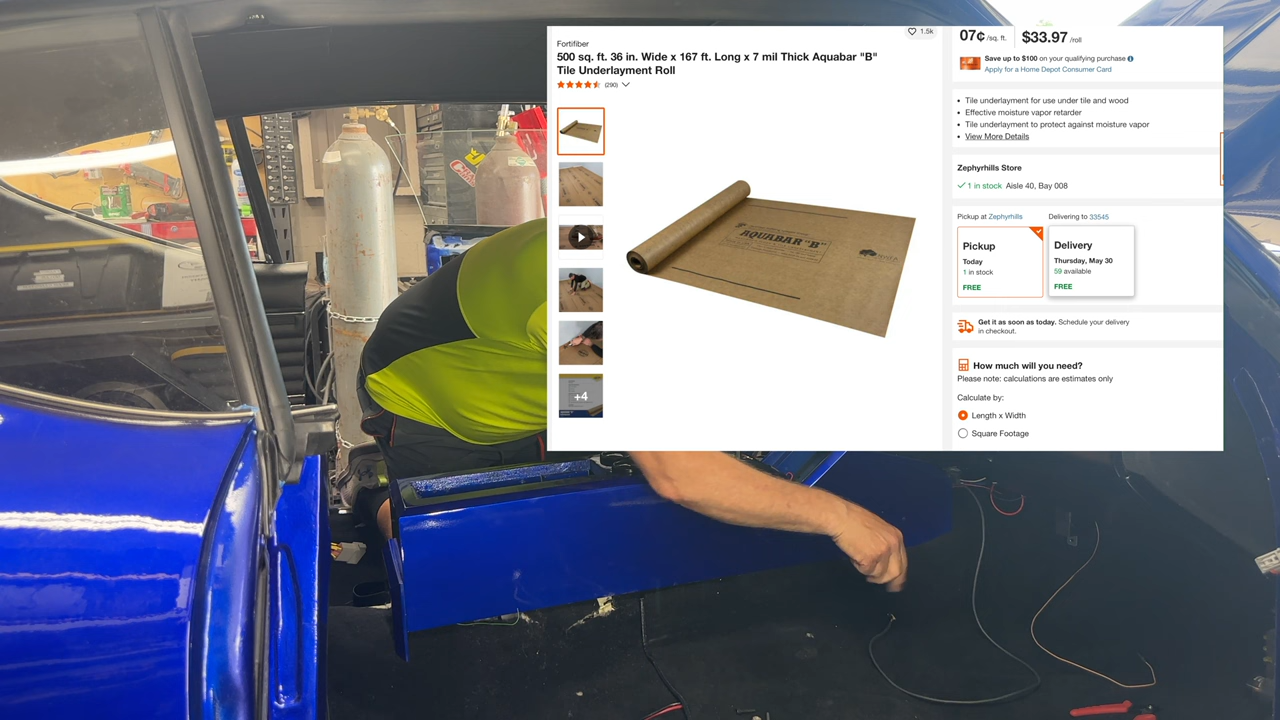 Fortifiber
500 sq. ft. 36 in. Wide x 167 ft. Long x 7 mil Thick Aquabar "B"
Tile Underlayment Roll
(290)
1.5k
+4
AQUABAR "B"
07¢ /sq. ft.
$33.97 /roll
Save up to $100 on your qualifying purchase
Apply for a Home Depot Consumer Card
Tile underlayment for use under tile and wood
Effective moisture vapor retarder
Tile underlayment to protect against moisture vapor
View More Details
Zephyrhills Store
1 in stock Aisle 40, Bay 008
Pickup at Zephyrhills
Delivering to 33545
Pickup
Today
1 in stock
FREE
Delivery
Thursday, May 30
59 available
FREE
Get it as soon as today. Schedule your delivery
in checkout.
How much will you need?
Please note: calculations are estimates only
Calculate by:
Length x Width
Square Footage